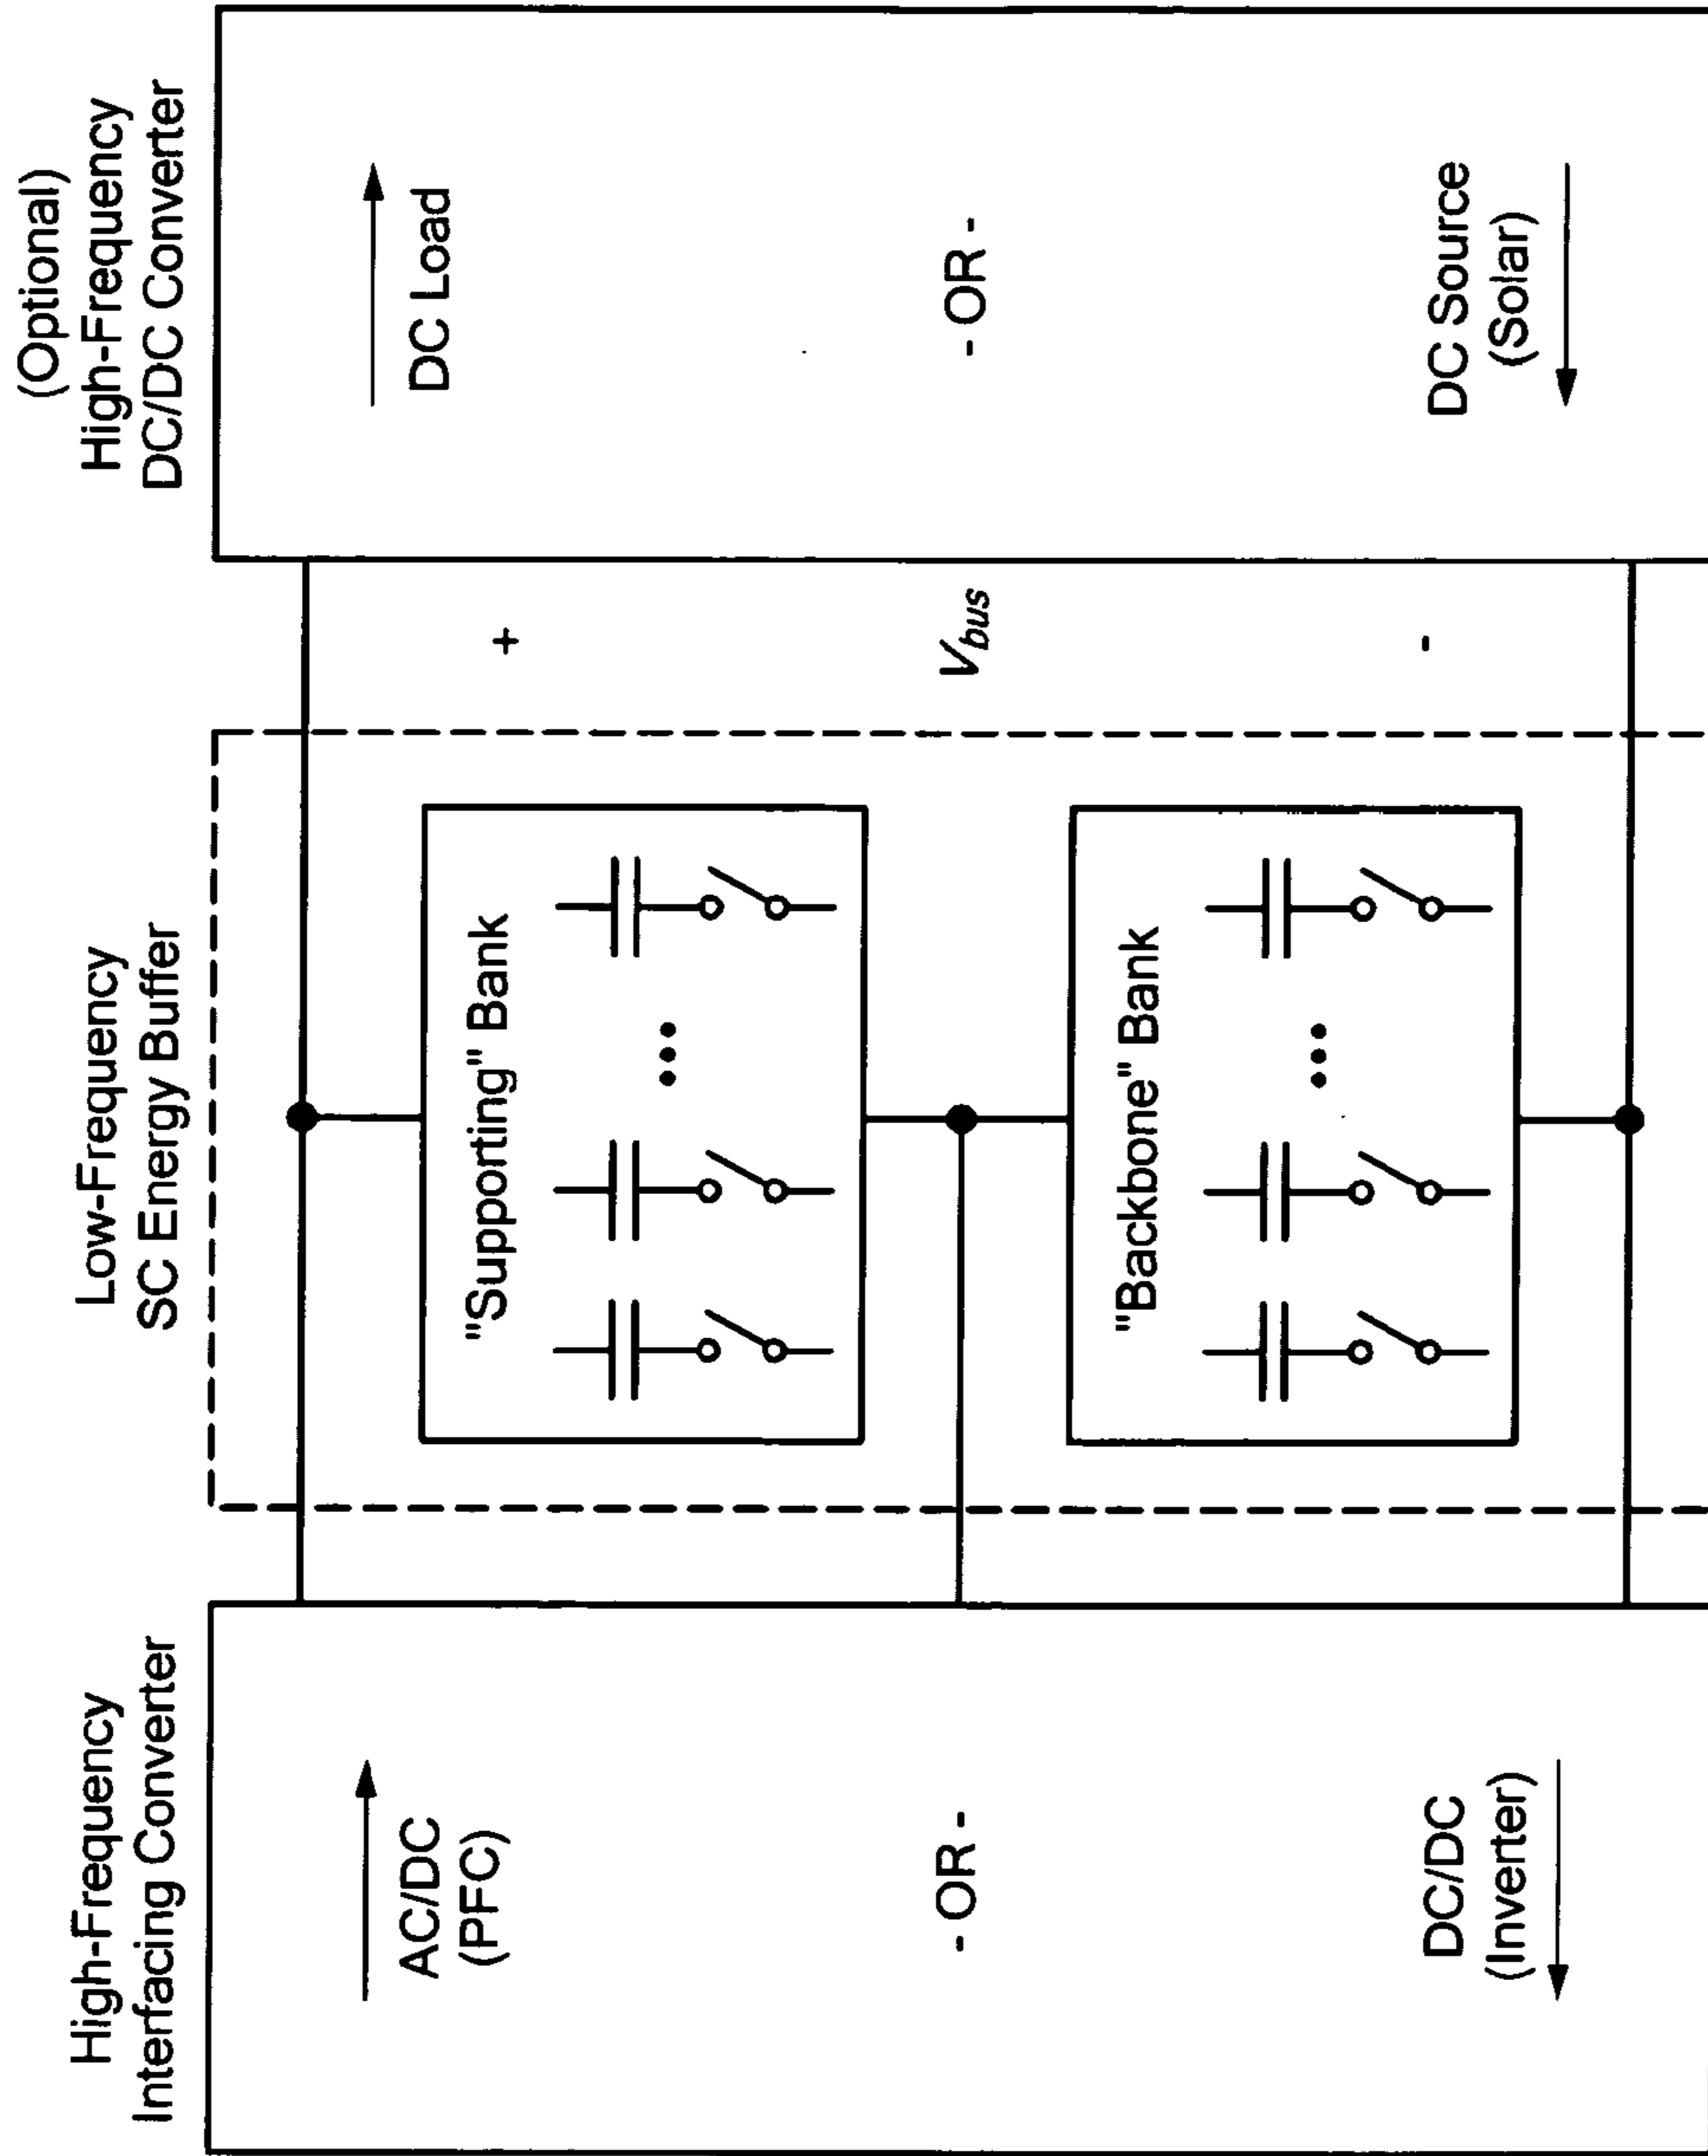 High-Frequency
Interfacing Converter
AC/DC
(PFC)
- OR -
DC/DC
(Inverter)
Low-Frequency
SC Energy Buffer
"Supporting" Bank
"Backbone" Bank
+
Vbus
-
(Optional)
High-Frequency
DC/DC Converter
DC Load
- OR -
DC Source
(Solar)